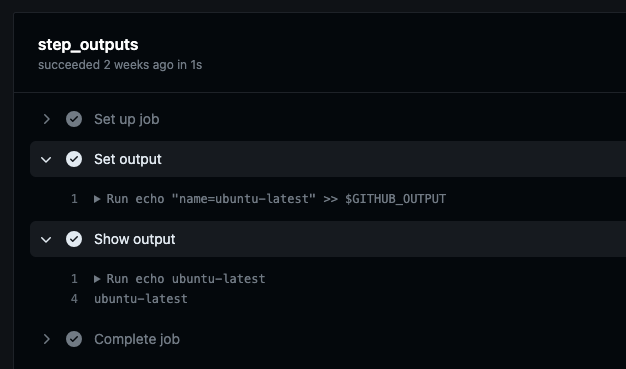 step_outputs
succeeded 2 weeks ago in 1s
Set up job
Set output
1 Run echo "name=ubuntu-latest" >> $GITHUB_OUTPUT
Show output
1 Run echo ubuntu-latest
4 ubuntu-latest
Complete job